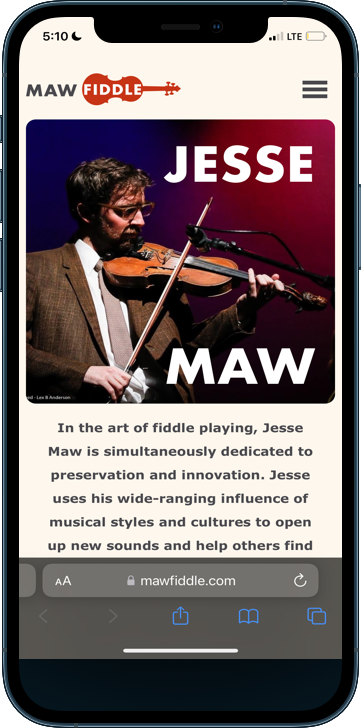 5:10
LTE
MAW FIDDLE
JESSE
MAW
- Leo B Anderson
In the art of fiddle playing, Jesse
Maw is simultaneously dedicated to
preservation and innovation. Jesse
uses his wide-ranging influence of
musical styles and cultures to open
up new sounds and help others find
AA mawfiddle.com